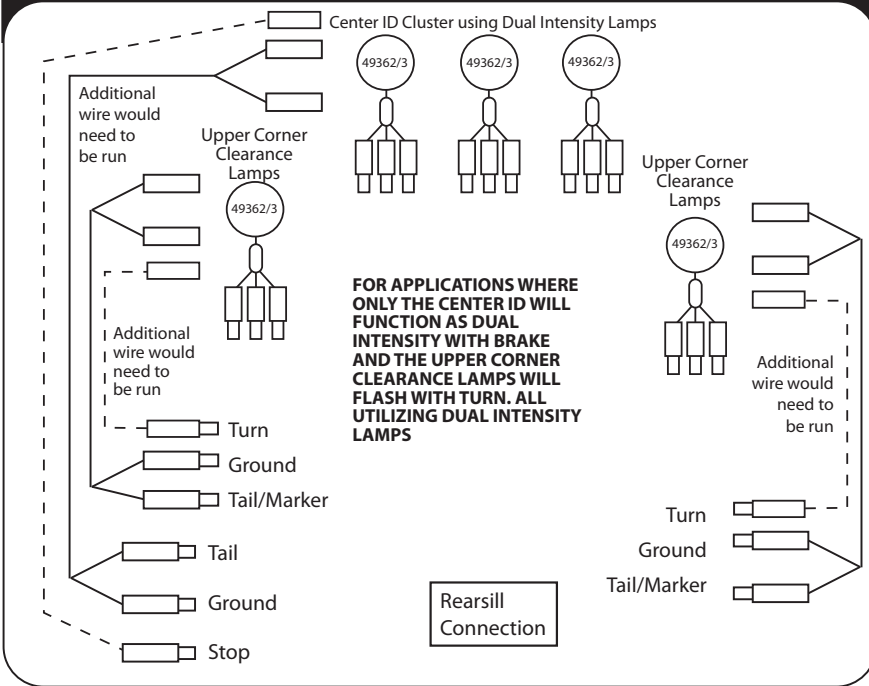 Center ID Cluster using Dual Intensity Lamps
49362/3
49362/3
49362/3
Additional
wire would
need to
be run
Upper Corner
Clearance
Lamps
49362/3
Upper Corner
Clearance
Lamps
49362/3
FOR APPLICATIONS WHERE
ONLY THE CENTER ID WILL
FUNCTION AS DUAL
INTENSITY WITH BRAKE
AND THE UPPER CORNER
CLEARANCE LAMPS WILL
FLASH WITH TURN. ALL
UTILIZING DUAL INTENSITY
LAMPS
Additional
wire would
need to
be run
Additional
wire would
need to
be run
Turn
Ground
Tail/Marker
Tail
Ground
Stop
Turn
Ground
Tail/Marker
Rearsill
Connection